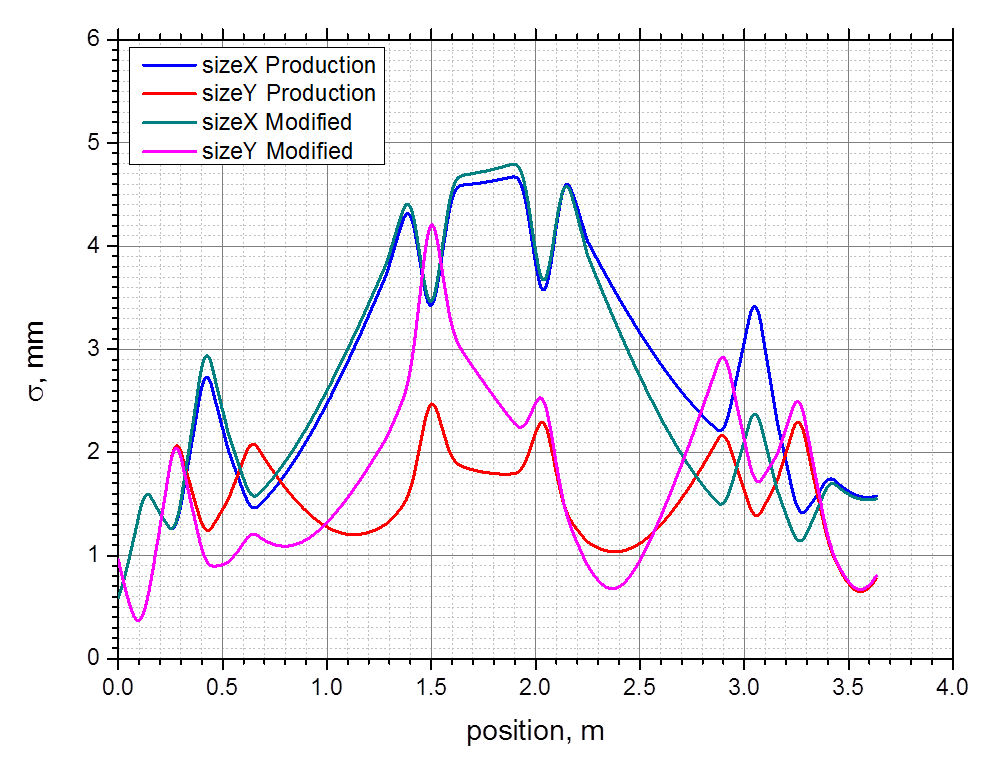 6
5
4
3
2
1
0
σ, mm
sizeX Production
sizeY Production
sizeX Modified
sizeY Modified
0.0 0.5 1.0 1.5 2.0 2.5 3.0 3.5 4.0
position, m